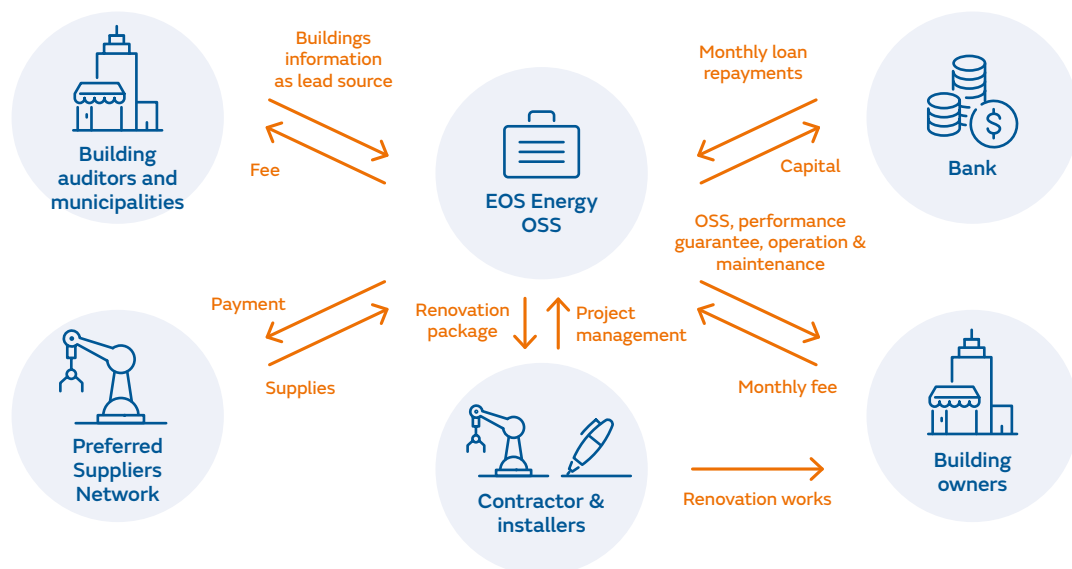 Buildings
information
as lead source
Monthly loan
repayments
Building
auditors and
municipalities
Fee
EOS Energy
OSS
Capital
Bank
OSS, performance
guarantee, operation &
maintenance
Payment
Renovation
package
Project
management
Supplies
Monthly fee
Preferred
Suppliers
Network
Contractor &
installers
Renovation works
Building
owners
$